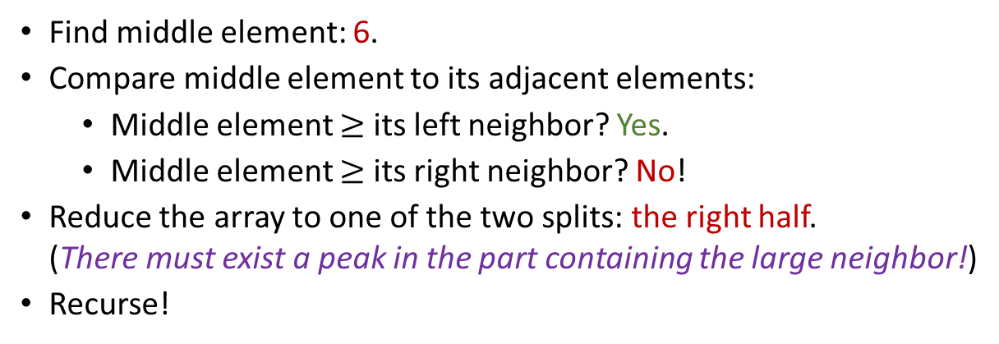 • Find middle element: 6.
• Compare middle element to its adjacent elements:
• Middle element ≥ its left neighbor? Yes.
• Middle element ≥ its right neighbor? No!
• Reduce the array to one of the two splits: the right half.
(There must exist a peak in the part containing the large neighbor!)
• Recurse!